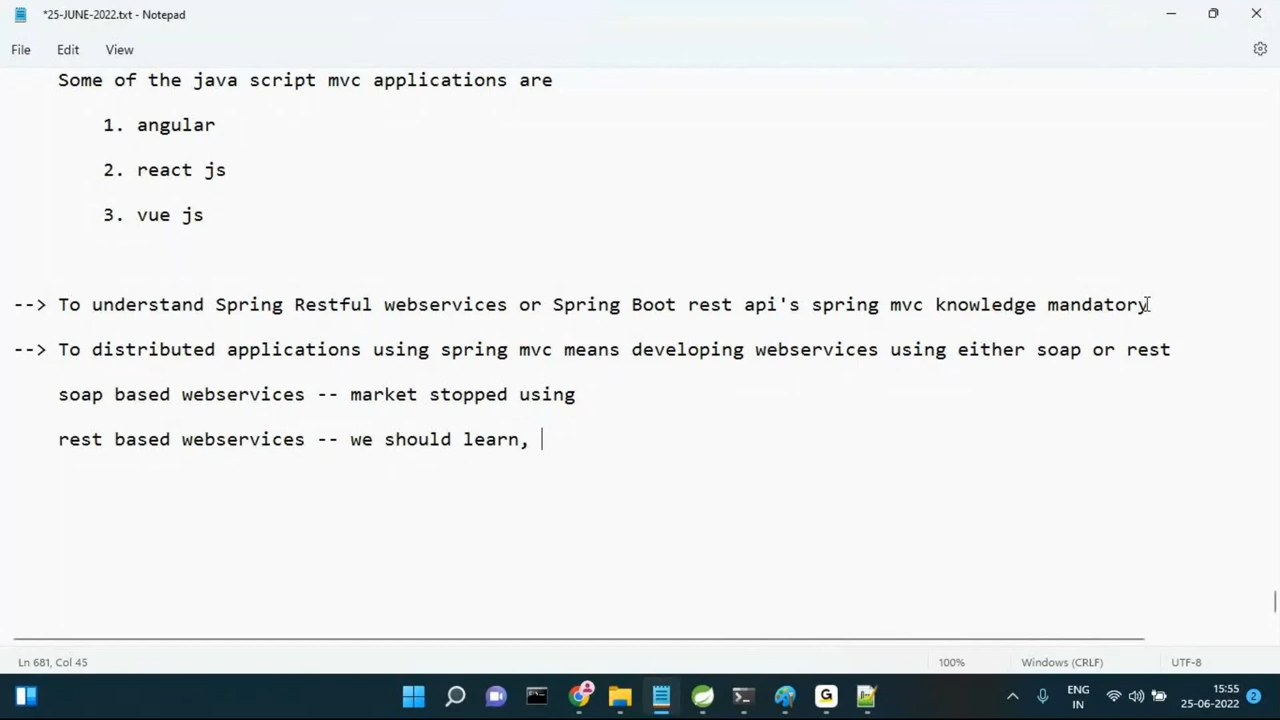 *25-JUNE-2022.txt - Notepad
File Edit View
Some of the java script mvc applications are
1. angular
2. react js
3. vue js
--> To understand Spring Restful webservices or Spring Boot rest api's spring mvc knowledge mandatory
--> To distributed applications using spring mvc means developing webservices using either soap or rest
soap based webservices -- market stopped using
rest based webservices -- we should learn,
Ln 681, Col 45 100% Windows (CRLF) UTF-8
ENG 15:55
IN 25-06-2022 2